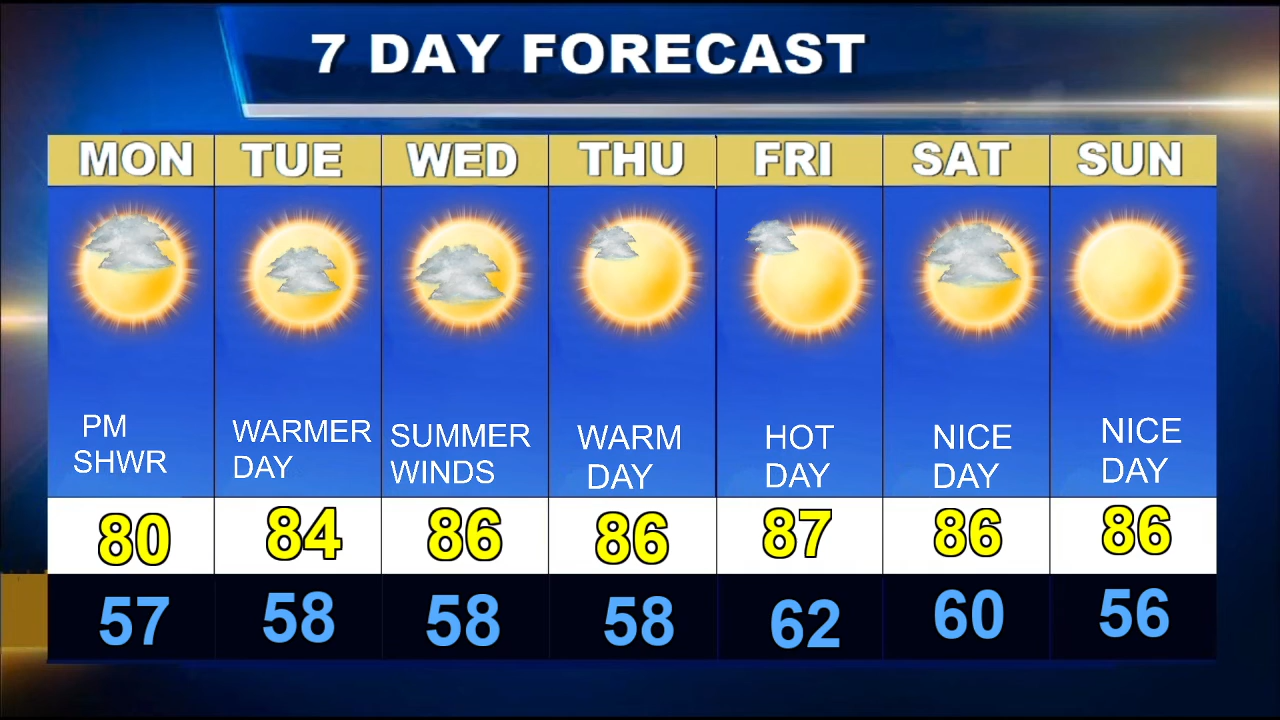 7 DAY FORECAST
MON TUE WED THU FRI SAT SUN
PM
SHWR
WARMER
DAY
SUMMER
WINDS
WARM
DAY
HOT
DAY
NICE
DAY
NICE
DAY
80 84 86 86 87 86 86
57 58 58 58 62 60 56